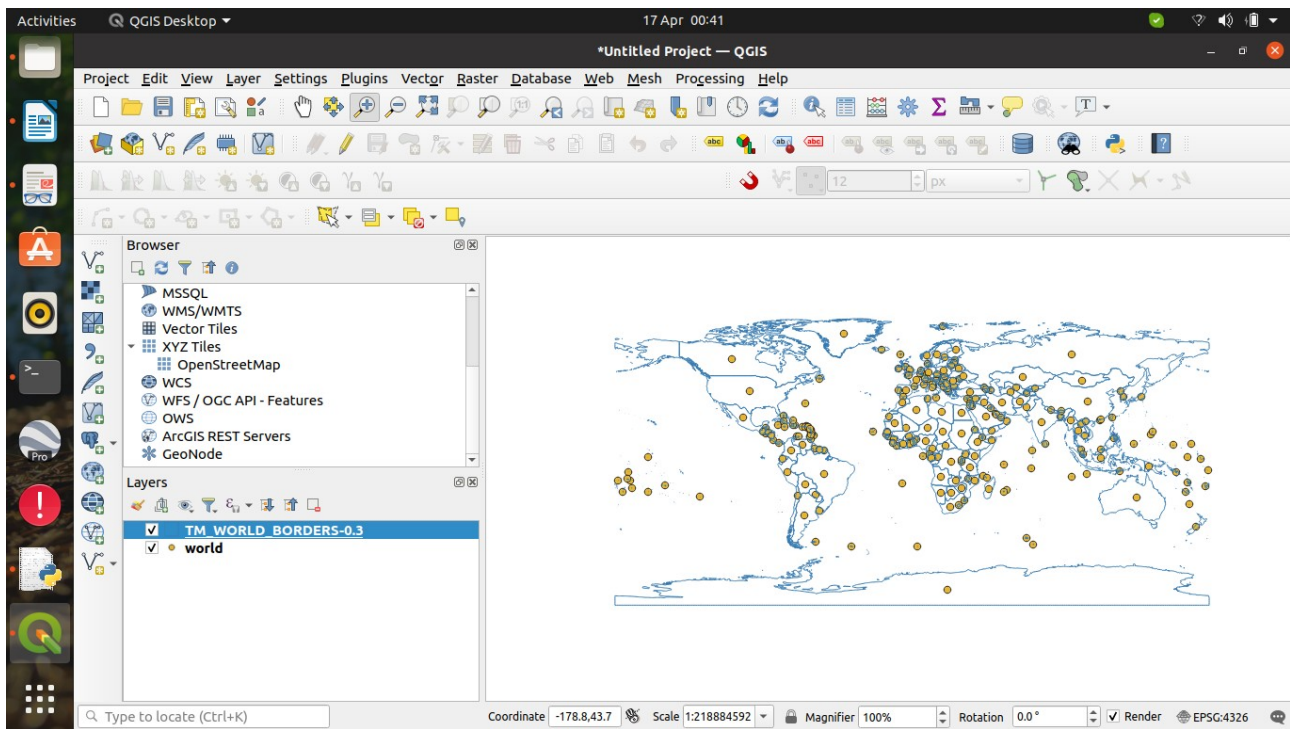 Activities QGIS Desktop 17 Apr 00:41
*Untitled Project — QGIS
Project Edit View Layer Settings Plugins Vector Raster Database Web Mesh Processing Help
T
abc abc abc ?
12 px
Browser
MSSQL
WMS/WMTS
Vector Tiles
XYZ Tiles
OpenStreetMap
WCS
WFS / OGC API - Features
OWS
ArcGIS REST Servers
GeoNode
Pro
Layers
TM_WORLD_BORDERS-0.3
world
Type to locate (Ctrl+K) Coordinate -178.8,43.7 Scale 1:218884592 Magnifier 100% Rotation 0.0° Render EPSG:4326